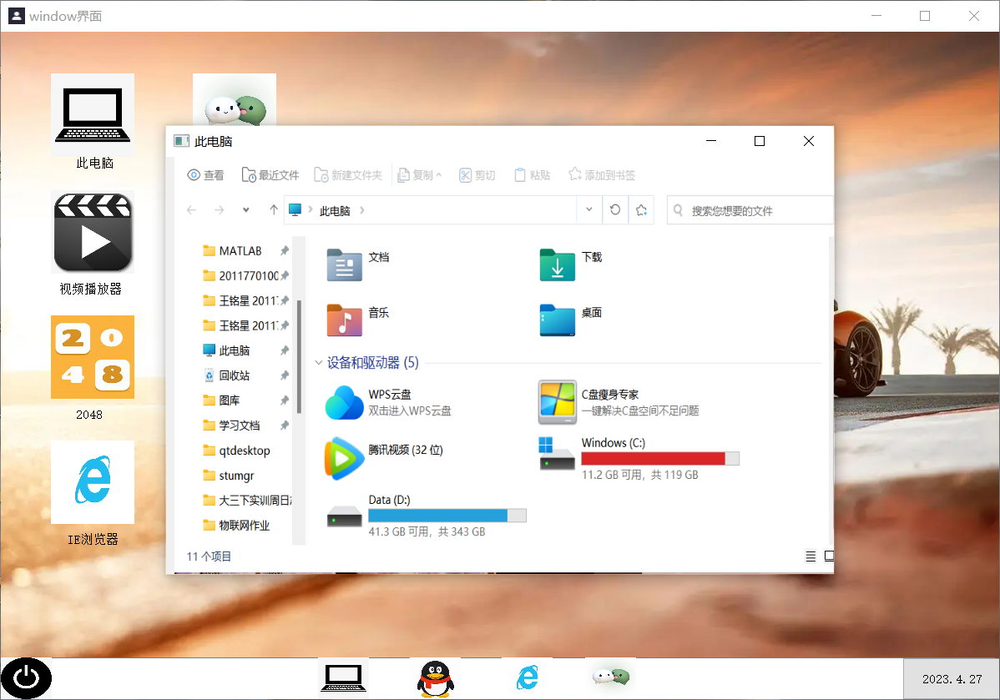 window界面
此电脑
视频播放器
2 0
4 8
2048
IE浏览器
此电脑
查看 最近文件 新建文件夹 复制 剪切 粘贴 添加到书签
此电脑
搜索您想要的文件
MATLAB
201177010
王铭星 2011
王铭星 2011
此电脑
回收站
图库
学习文档
qtdesktop
stumgr
大三下实训周日
物联网作业
文档
下载
音乐
桌面
设备和驱动器 (5)
WPS云盘
双击进入WPS云盘
C盘瘦身专家
一键解决C盘空间不足问题
腾讯视频 (32 位)
Windows (C:)
11.2 GB 可用，共 119 GB
Data (D:)
41.3 GB 可用，共 343 GB
11 个项目
2023.4.27